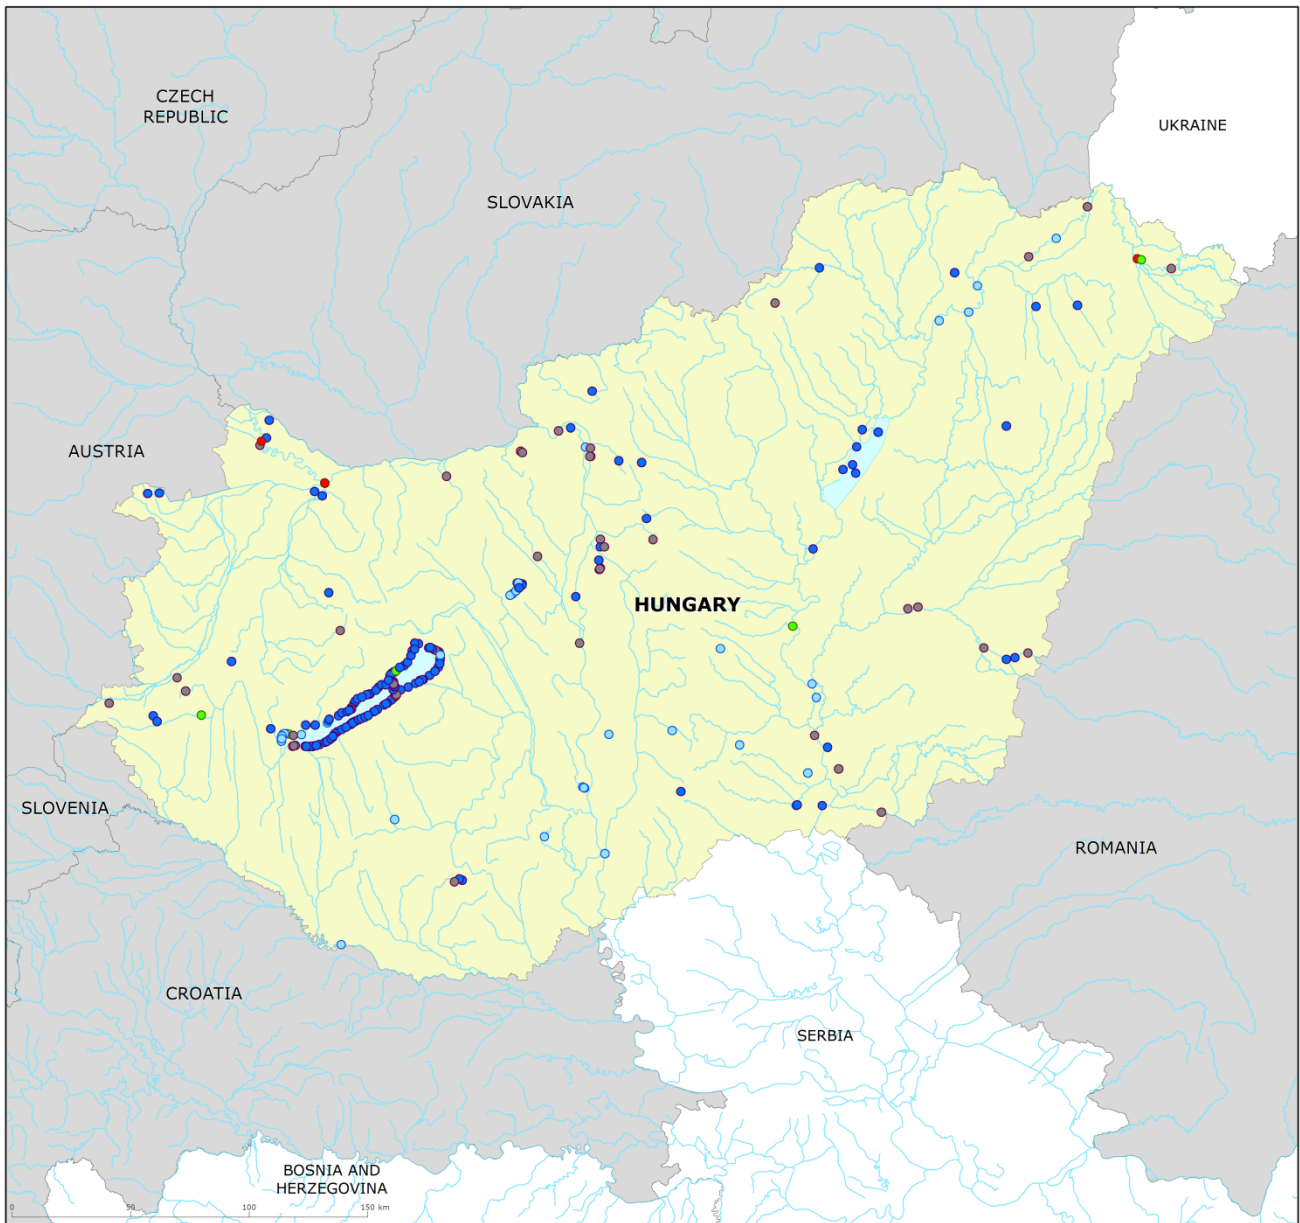 CZECH
REPUBLIC
UKRAINE
SLOVAKIA
AUSTRIA
HUNGARY
SLOVENIA
ROMANIA
CROATIA
SERBIA
BOSNIA AND
HERZEGOVINA
0 50 100 150 km